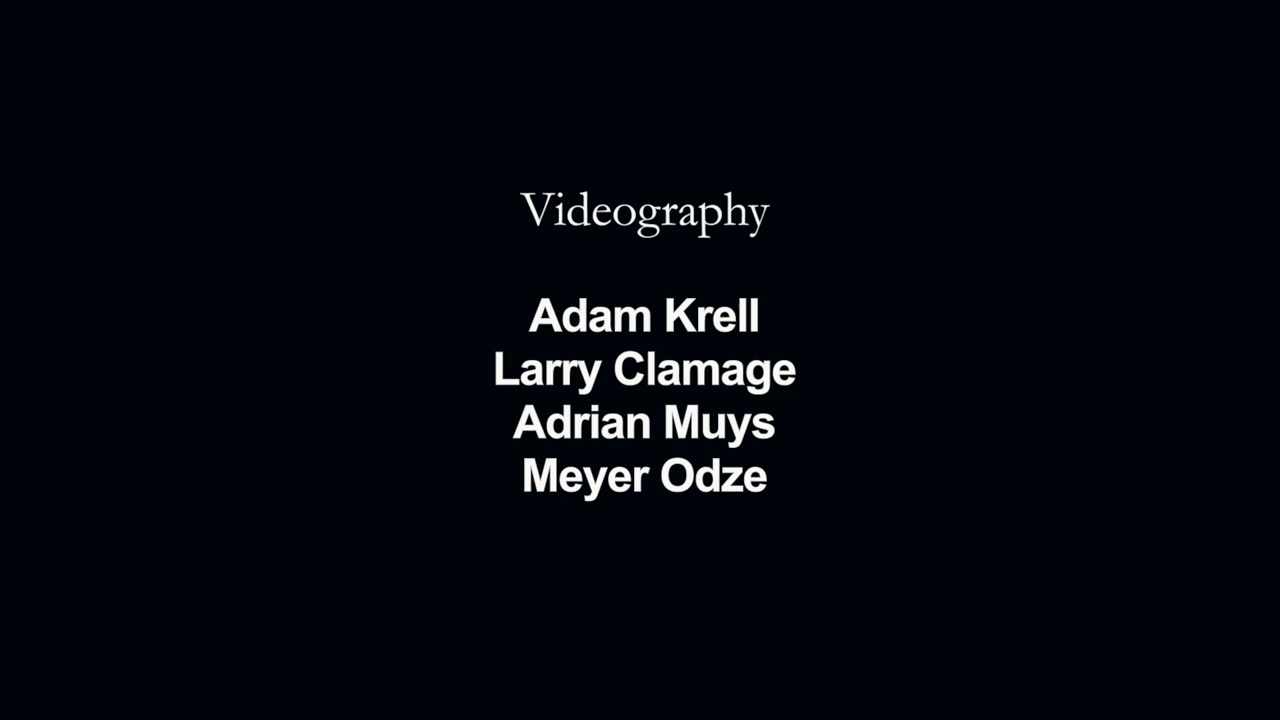 Videography
Adam Krell
Larry Clamage
Adrian Muys
Meyer Odze